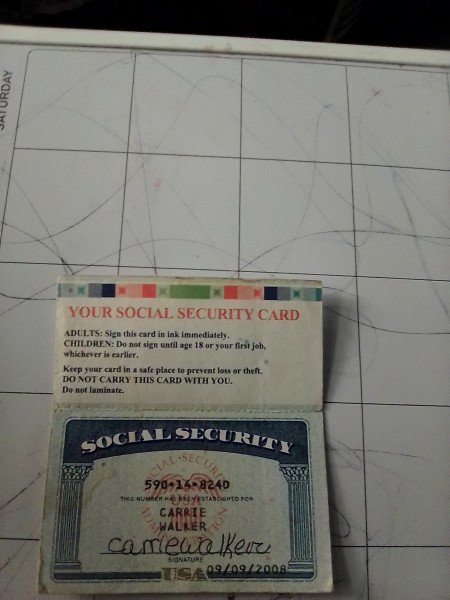 SATURDAY
YOUR SOCIAL SECURITY CARD
ADULTS: Sign this card in ink immediately.
CHILDREN: Do not sign until age 18 or your first job,
whichever is earlier.
Keep your card in a safe place to prevent loss or theft.
DO NOT CARRY THIS CARD WITH YOU.
Do not laminate.
SOCIAL SECURITY
590-14-8240
THIS NUMBER HAS BEEN ESTABLISHED FOR
CARRIE
WALKER
SIGNATURE
USA 09/09/2008